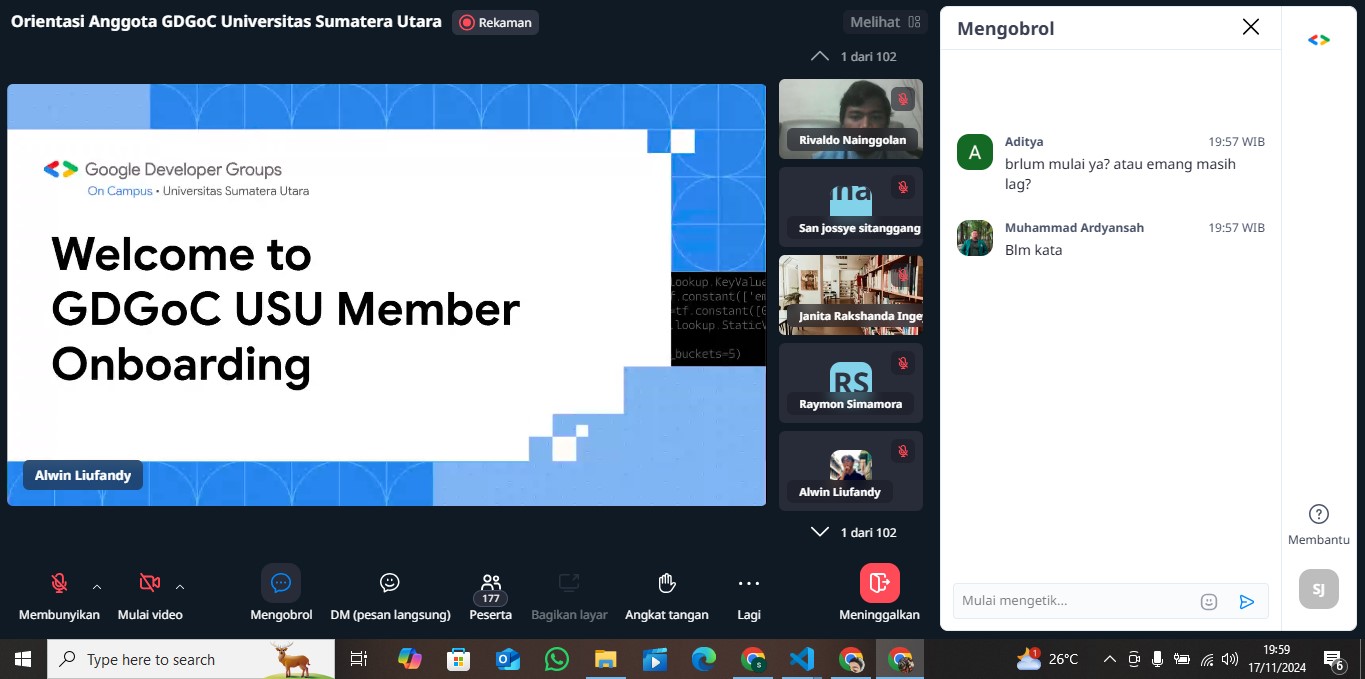 Orientasi Anggota GDGoC Universitas Sumatera Utara
Rekaman
Melihat
1 dari 102
Google Developer Groups
On Campus • Universitas Sumatera Utara
Welcome to
GDGoC USU Member
Onboarding
lookup.KeyValue
f.constant(['em
=tf.constant([0
lookup.StaticV
_buckets=5)
Alwin Liufandy
Rivaldo Nainggolan
na
San jossye sitanggang
Janita Rakshanda Inge
RS
Raymon Simamora
Alwin Liufandy
1 dari 102
Membunyikan
Mulai video
Mengobrol
DM (pesan langsung)
177
Peserta
Bagikan layar
Angkat tangan
Lagi
Meninggalkan
Mengobrol
A
Aditya
19:57 WIB
brlum mulai ya? atau emang masih
lag?
Muhammad Ardyansah
19:57 WIB
Blm kata
Mulai mengetik...
Membantu
SJ
Type here to search
26°C
19:59
17/11/2024
6